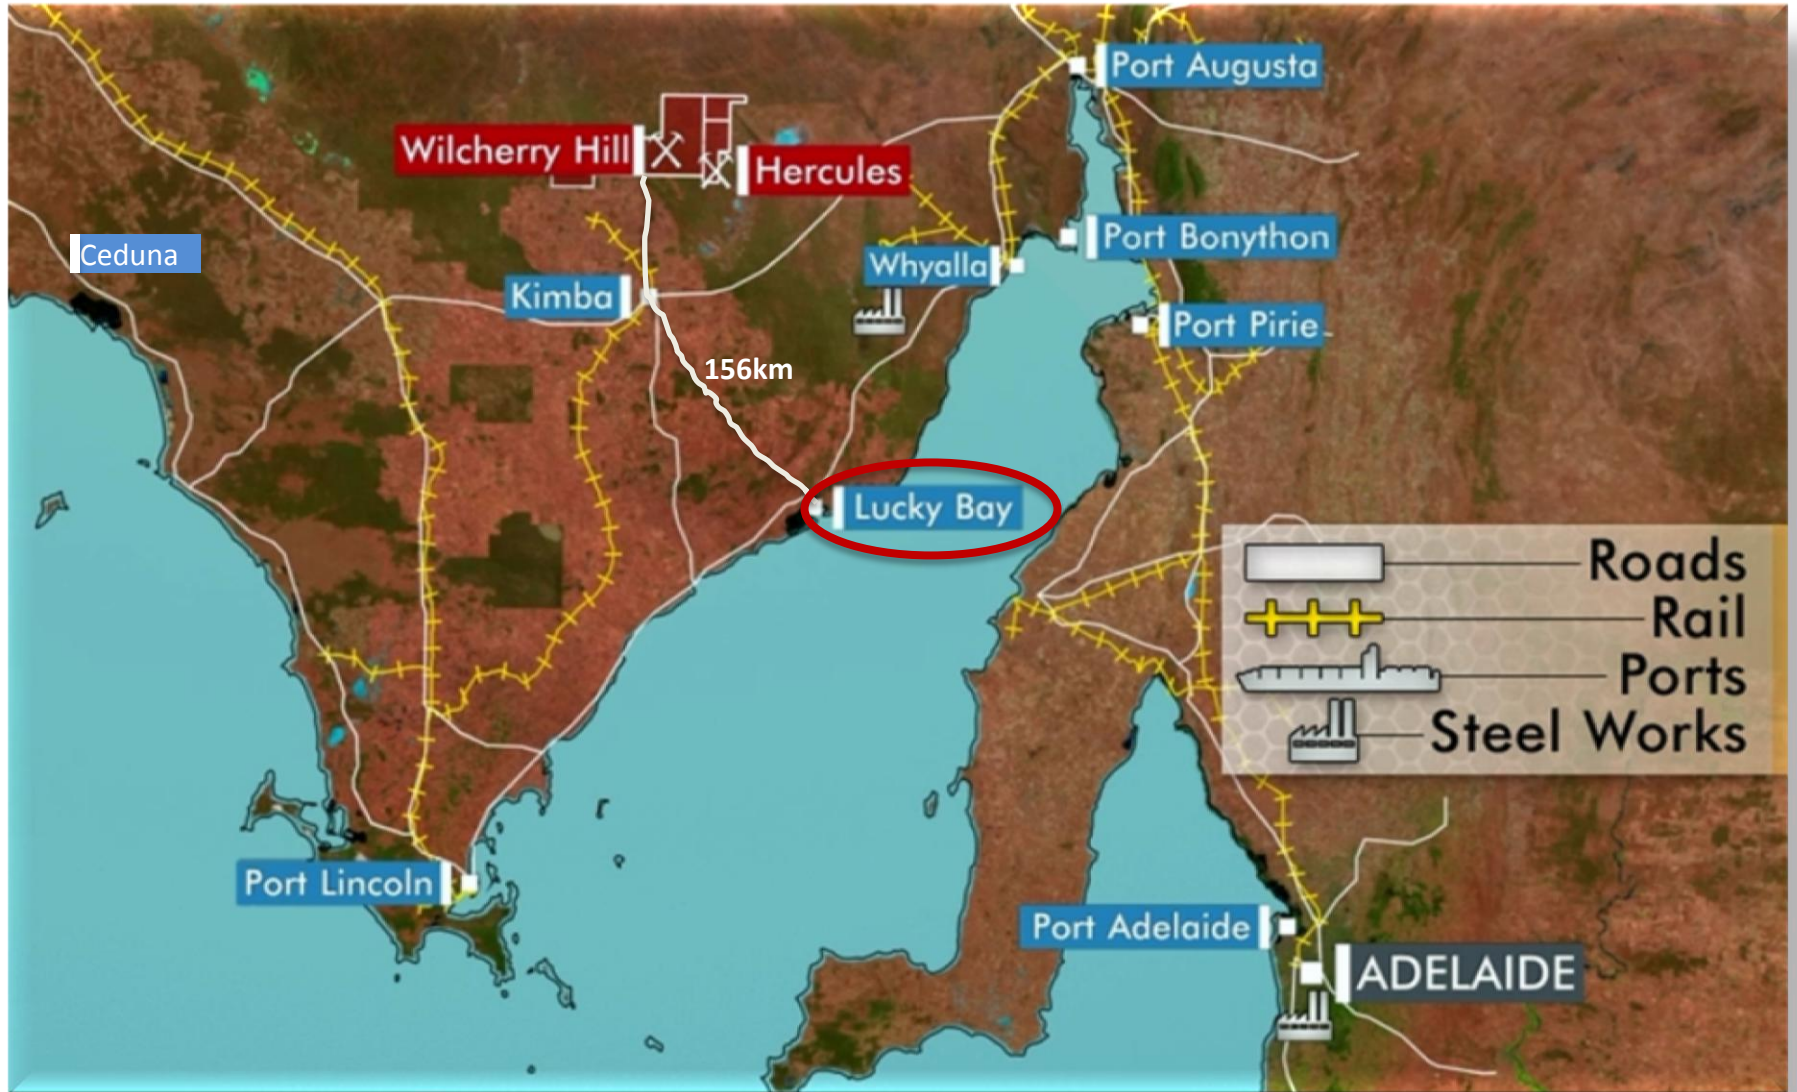 Port Augusta
Wilcherry Hill
Hercules
Port Bonython
Ceduna
Whyalla
Kimba
Port Pirie
156km
Lucky Bay
Roads
Rail
Ports
Steel Works
Port Lincoln
Port Adelaide
ADELAIDE